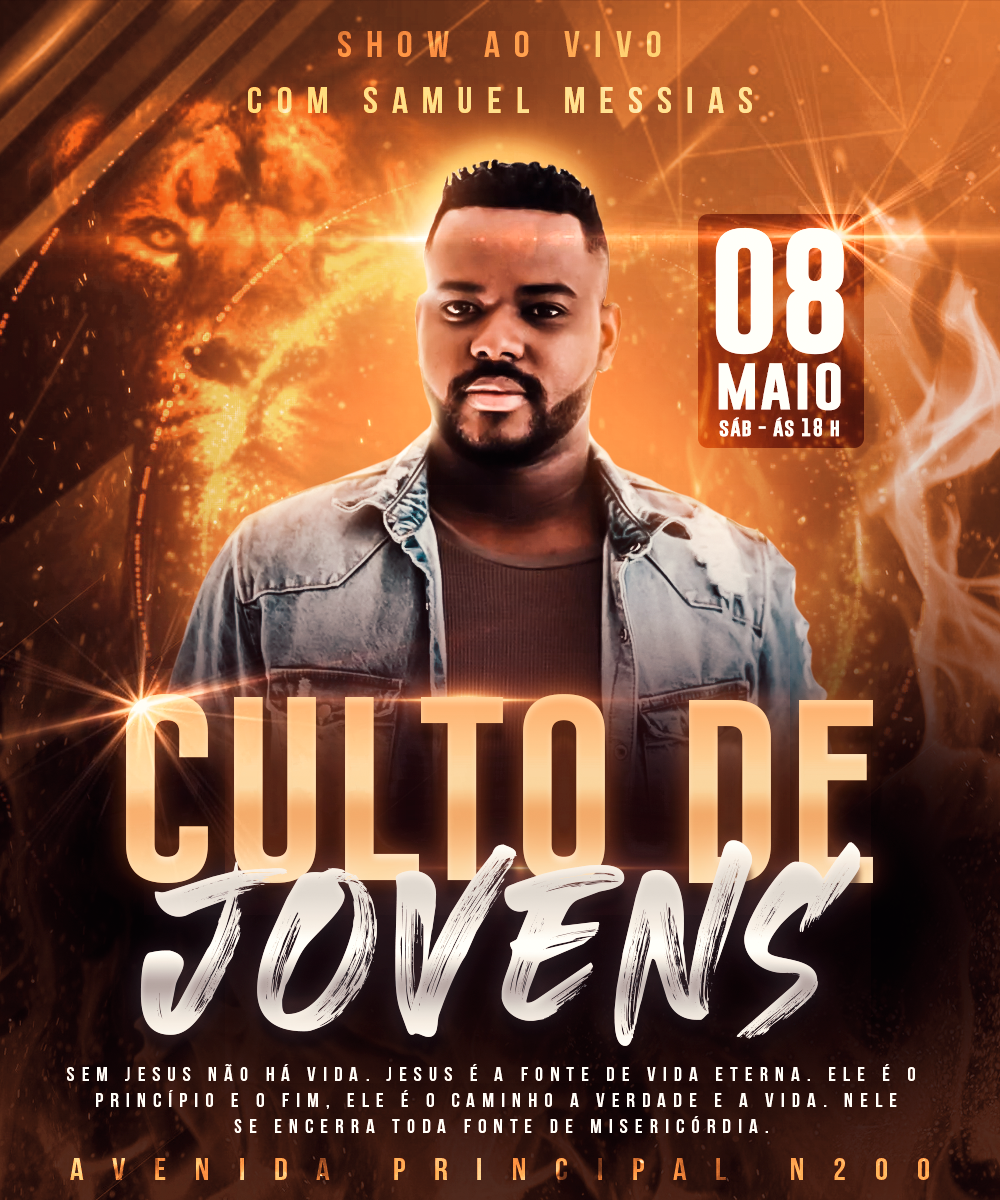 SHOW AO VIVO
COM SAMUEL MESSIAS
08
MAIO
SÁB - ÁS 18 H
CULTO DE
JOVENS
SEM JESUS NÃO HÁ VIDA. JESUS É A FONTE DE VIDA ETERNA. ELE É O
PRINCÍPIO E O FIM, ELE É O CAMINHO A VERDADE E A VIDA. NELE
SE ENCERRA TODA FONTE DE MISERICÓRDIA.
AVENIDA PRINCIPAL N200